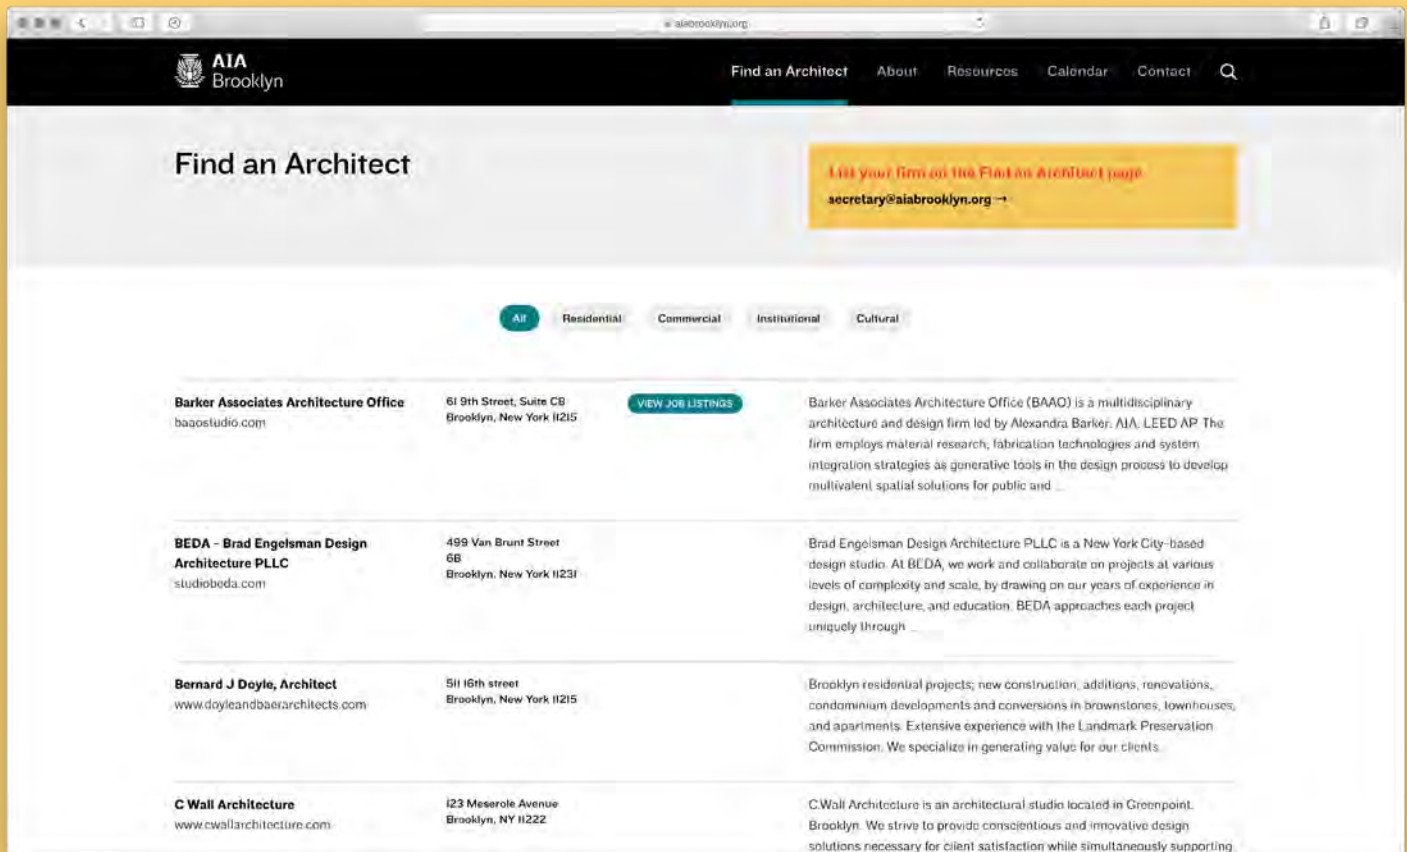 aiabrooklyn.org
AIA
Brooklyn
Find an Architect
About
Resources
Calendar
Contact
Find an Architect
List your firm on the Find an Architect page
secretary@aiabrooklyn.org →
All
Residential
Commercial
Institutional
Cultural
Barker Associates Architecture Office
baaostudio.com
61 9th Street, Suite C8
Brooklyn, New York 11215
VIEW JOB LISTINGS
Barker Associates Architecture Office (BAAO) is a multidisciplinary
architecture and design firm led by Alexandra Barker, AIA, LEED AP. The
firm employs material research, fabrication technologies and system
integration strategies as generative tools in the design process to develop
multivalent spatial solutions for public and ...
BEDA - Brad Engelsman Design
Architecture PLLC
studiobeda.com
499 Van Brunt Street
6B
Brooklyn, New York 11231
Brad Engelsman Design Architecture PLLC is a New York City-based
design studio. At BEDA, we work and collaborate on projects at various
levels of complexity and scale, by drawing on our years of experience in
design, architecture, and education. BEDA approaches each project
uniquely through ...
Bernard J Doyle, Architect
www.doyleandbaerarchitects.com
511 16th street
Brooklyn, New York 11215
Brooklyn residential projects; new construction, additions, renovations,
condominium developments and conversions in brownstones, townhouses,
and apartments. Extensive experience with the Landmark Preservation
Commission. We specialize in generating value for our clients.
C Wall Architecture
www.cwallarchitecture.com
123 Meserole Avenue
Brooklyn, NY 11222
C.Wall Architecture is an architectural studio located in Greenpoint,
Brooklyn. We strive to provide conscientious and innovative design
solutions necessary for client satisfaction while simultaneously supporting